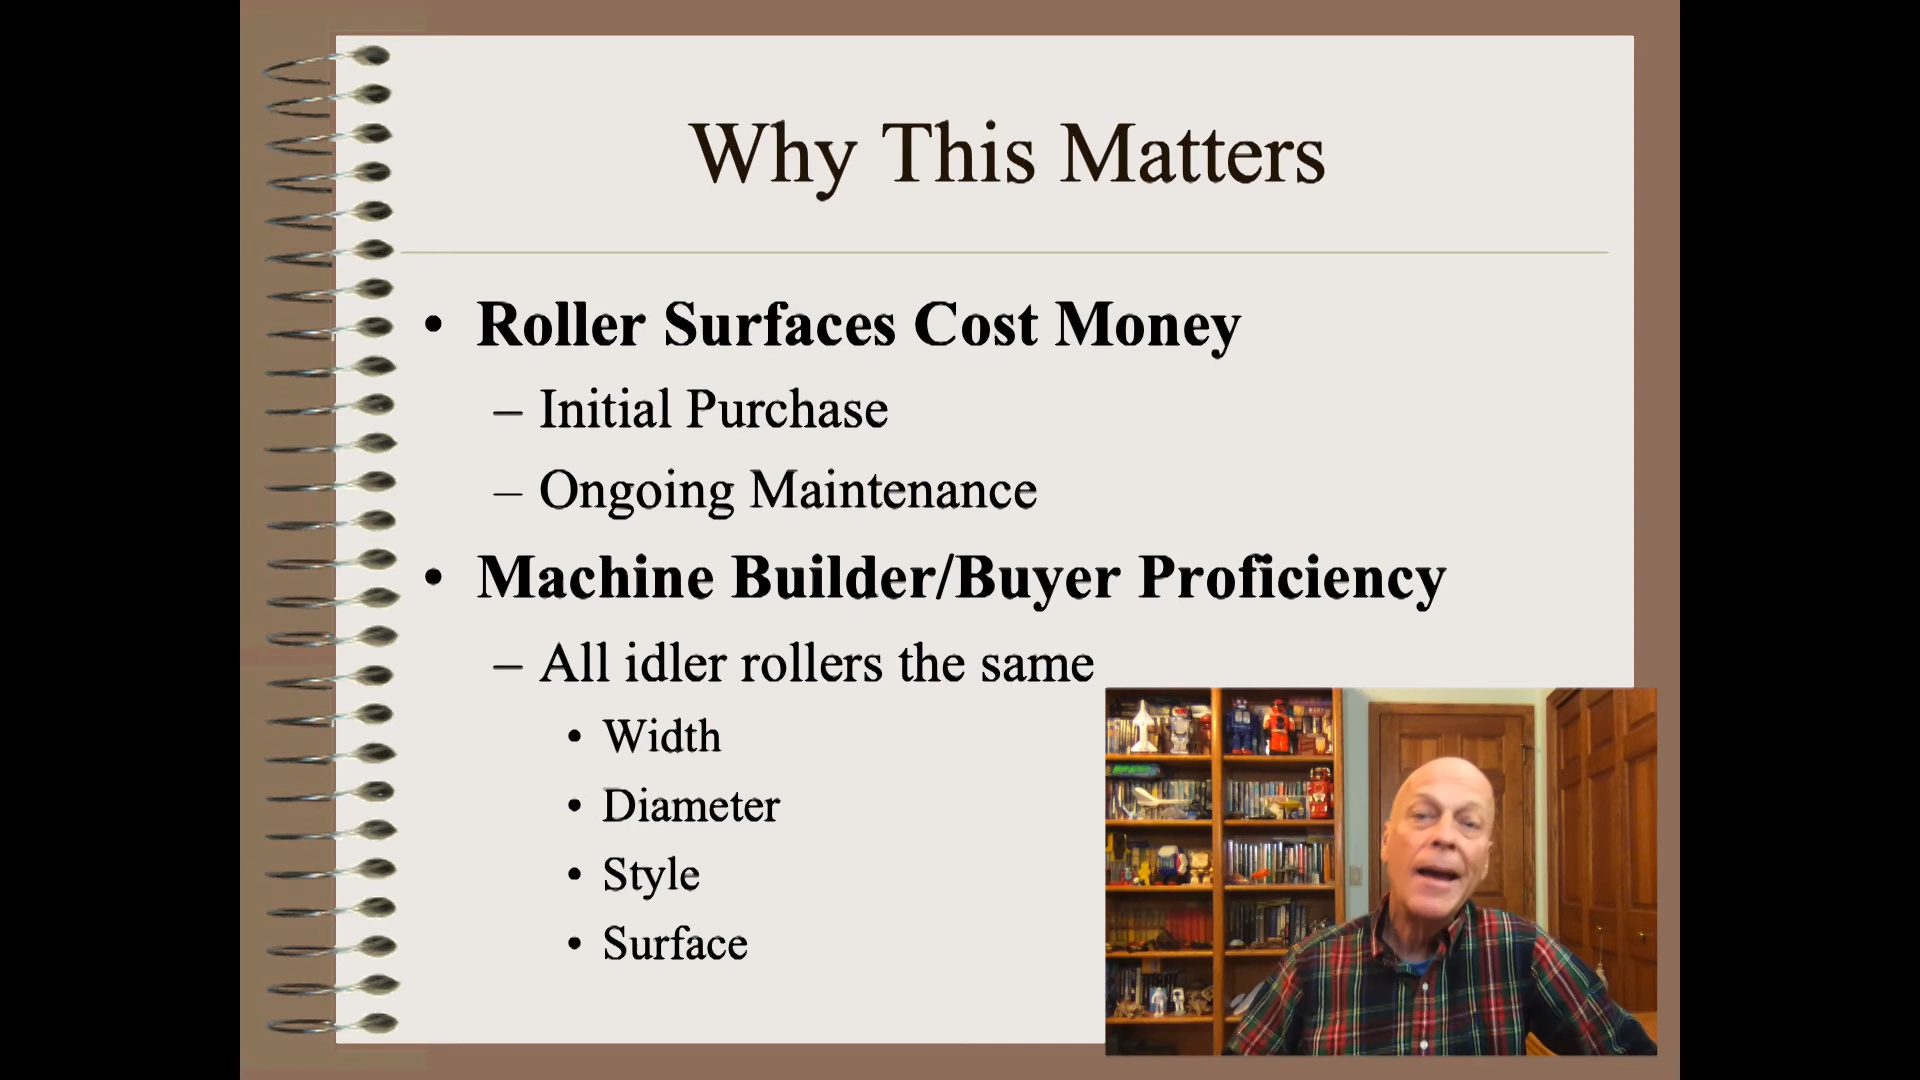 Why This Matters
• Roller Surfaces Cost Money
– Initial Purchase
– Ongoing Maintenance
• Machine Builder/Buyer Proficiency
– All idler rollers the same
• Width
• Diameter
• Style
• Surface